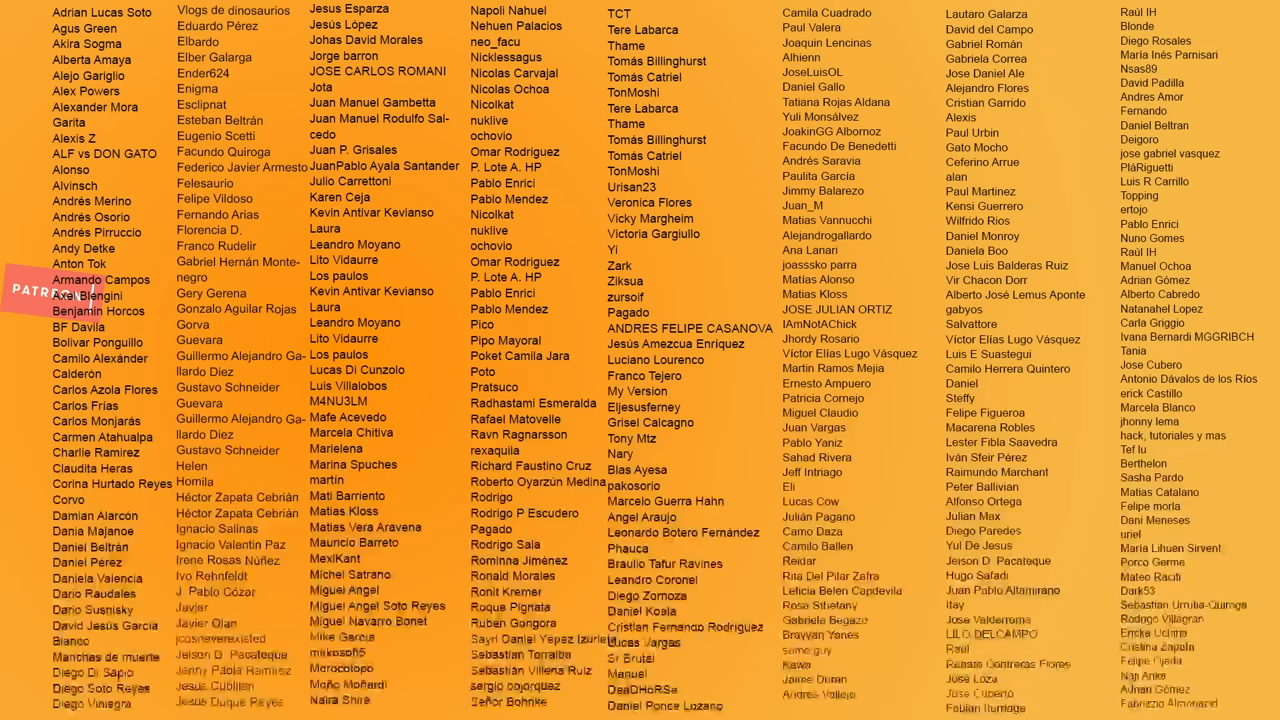 Adrian Lucas Soto
Agus Green
Akira Sogma
Alberta Amaya
Alejo Gariglio
Alex Powers
Alexander Mora
Garita
Alexis Z
ALF vs DON GATO
Alonso
Alvinsch
Andrés Merino
Andrés Osorio
Andrés Pirruccio
Andy Detke
Anton Tok
Armando Campos
Axel Blengini
PATREON
Benjamin Horcos
BF Davila
Bolivar Ponguillo
Camilo Alexánder
Calderón
Carlos Azola Flores
Carlos Frías
Carlos Monjarás
Carmen Atahualpa
Charlie Ramirez
Claudita Heras
Corina Hurtado Reyes
Corvo
Damian Alarcón
Dania Majanoe
Daniel Beltrán
Daniel Pérez
Daniela Valencia
Dario Raudales
Dario Susnisky
David Jesús García
Blanco
Manchas de muerte
Diego Di Sapio
Diego Soto Reyes
Diego Viniegra
Vlogs de dinosaurios
Eduardo Pérez
Elbardo
Elber Galarga
Ender624
Enigma
Esclipnat
Esteban Beltrán
Eugenio Scetti
Facundo Quiroga
Federico Javier Armesto
Felesaurio
Felipe Vildoso
Fernando Arias
Florencia D.
Franco Rudelir
Gabriel Hernán Monte-
negro
Gery Gerena
Gonzalo Aguilar Rojas
Gorva
Guevara
Guillermo Alejandro Ga-
llardo Diez
Gustavo Schneider
Guevara
Guillermo Alejandro Ga-
llardo Diez
Gustavo Schneider
Helen
Homila
Héctor Zapata Cebrián
Héctor Zapata Cebrián
Ignacio Salinas
Ignacio Valentin Paz
Irene Rosas Núñez
Ivo Rehnfeldt
J. Pablo Cózar
Javier
Javier Olan
jcosneverexisted
Jeison D. Pacateque
Jenny Paola Ramirez
Jesus Cubillan
Jesus Duque Reyes
Jesus Esparza
Jesús López
Johas David Morales
Jorge barron
JOSE CARLOS ROMANI
Jota
Juan Manuel Gambetta
Juan Manuel Rodulfo Sal-
cedo
Juan P. Grisales
JuanPablo Ayala Santander
Julio Carrettoni
Karen Ceja
Kevin Antivar Kevianso
Laura
Leandro Moyano
Lito Vidaurre
Los paulos
Kevin Antivar Kevianso
Laura
Leandro Moyano
Lito Vidaurre
Los paulos
Lucas Di Cunzolo
Luis Villalobos
M4NU3LM
Mafe Acevedo
Marcela Chitiva
Marielena
Marina Spuches
martín
Mati Barriento
Matias Kloss
Matias Vera Aravena
Mauricio Barreto
MexiKant
Michel Satrano
Miguel Angel
Miguel Angel Soto Reyes
Miguel Navarro Bonet
Mike Garcua
mirkosoh5
Morocotopo
Moño Moñardi
Naira Shire
Napoli Nahuel
Nehuen Palacios
neo_facu
Nicklessagus
Nicolas Carvajal
Nicolas Ochoa
Nicolkat
nuklive
ochovio
Omar Rodriguez
P. Lote A. HP
Pablo Enrici
Pablo Mendez
Nicolkat
nuklive
ochovio
Omar Rodriguez
P. Lote A. HP
Pablo Enrici
Pablo Mendez
Pico
Pipo Mayoral
Poket Camila Jara
Poto
Pratsuco
Radhastami Esmeralda
Rafael Matovelle
Ravn Ragnarsson
rexaquila
Richard Faustino Cruz
Roberto Oyarzún Medina
Rodrigo
Rodrigo P Escudero
Pagado
Rodrigo Sala
Rominna Jiménez
Ronald Morales
Ronit Kremer
Roque Pignata
Ruben Gongora
Sayri Daniel Yepez Izurieta
Sebastian Torralba
Sebastián Villena Ruiz
sergio bojorquez
Señor Bohnke
TCT
Tere Labarca
Thame
Tomás Billinghurst
Tomás Catriel
TonMoshi
Tere Labarca
Thame
Tomás Billinghurst
Tomás Catriel
TonMoshi
Urisan23
Veronica Flores
Vicky Margheim
Victoria Gargiullo
Yi
Zark
Ziksua
zursoif
Pagado
ANDRES FELIPE CASANOVA
Jesús Amezcua Enríquez
Luciano Lourenco
Franco Tejero
My Version
Eljesusferney
Grisel Calcagno
Tony Mtz
Nary
Blas Ayesa
pakosorio
Marcelo Guerra Hahn
Angel Araujo
Leonardo Botero Fernández
Phauca
Braulio Tafur Ravines
Leandro Coronel
Diego Zornoza
Daniel Koala
Cristian Fernando Rodriguez
Lucas Vargas
Sr Brutal
Manuel
DeaDHoRSe
Daniel Ponce Lozano
Camila Cuadrado
Paul Valera
Joaquin Lencinas
Alhienn
JoseLuisOL
Daniel Gallo
Tatiana Rojas Aldana
Yuli Monsálvez
JoakinGG Albornoz
Facundo De Benedetti
Andrés Saravia
Paulita García
Jimmy Balarezo
Juan_M
Matias Vannucchi
Alejandrogallardo
Ana Lanari
joasssko parra
Matías Alonso
Matias Kloss
JOSE JULIAN ORTIZ
IAmNotAChick
Jhordy Rosario
Víctor Elías Lugo Vásquez
Martin Ramos Mejia
Ernesto Ampuero
Patricia Cornejo
Miguel Claudio
Juan Vargas
Pablo Yaniz
Sahad Rivera
Jeff Intriago
Eli
Lucas Cow
Julián Pagano
Camo Daza
Camilo Ballen
Reidar
Rita Del Pilar Zafra
Leticia Belen Capdevila
Rosa Sthetany
Gabriela Begazo
Brayyan Yanes
some guy
Kawa
Jaime Duran
Andres Vallejo
Lautaro Galarza
David del Campo
Gabriel Román
Gabriela Correa
Jose Daniel Ale
Alejandro Flores
Cristian Garrido
Alexis
Paul Urbin
Gato Mocho
Ceferino Arrue
alan
Paul Martinez
Kensi Guerrero
Wilfrido Rios
Daniel Monroy
Daniela Boo
Jose Luis Balderas Ruiz
Vir Chacon Dorr
Alberto José Lemus Aponte
gabyos
Salvattore
Víctor Elías Lugo Vásquez
Luis E Suastegui
Camilo Herrera Quintero
Daniel
Steffy
Felipe Figueroa
Macarena Robles
Lester Fibla Saavedra
Iván Sfeir Pérez
Raimundo Marchant
Peter Ballivian
Alfonso Ortega
Julian Max
Diego Paredes
Yul De Jesus
Jeison D. Pacateque
Hugo Safadi
Juan Pablo Altamirano
Itay
Jose Valderrama
LILO DELCAMPO
Raul
Renato Contreras Flores
José Loza
Jose Cubero
Fabian Iturriaga
Raúl IH
Blonde
Diego Rosales
María Inés Parnisari
Nsas89
David Padilla
Andres Amor
Fernando
Daniel Beltran
Deigoro
jose gabriel vasquez
PláRiguetti
Luis R Carrillo
Topping
ertojo
Pablo Enrici
Nuno Gomes
Raúl IH
Manuel Ochoa
Adrian Gómez
Alberto Cabredo
Natanahel Lopez
Carla Griggio
Ivana Bernardi MGGRIBCH
Tania
Jose Cubero
Antonio Dávalos de los Ríos
erick Castillo
Marcela Blanco
jhonny lema
hack, tutoriales y mas
Tef lu
Berthelon
Sasha Pardo
Matias Catalano
Felipe morla
Dani Meneses
uriel
Maria Lihuen Sirvent
Porco Germe
Mateo Raciti
Dark53
Sebastian Urrutia-Quiroga
Rodrigo Villagran
Cristina Zapata
Felipe Ojeda
Naji Anke
Adrian Gómez
Fabrizzio Almonacid